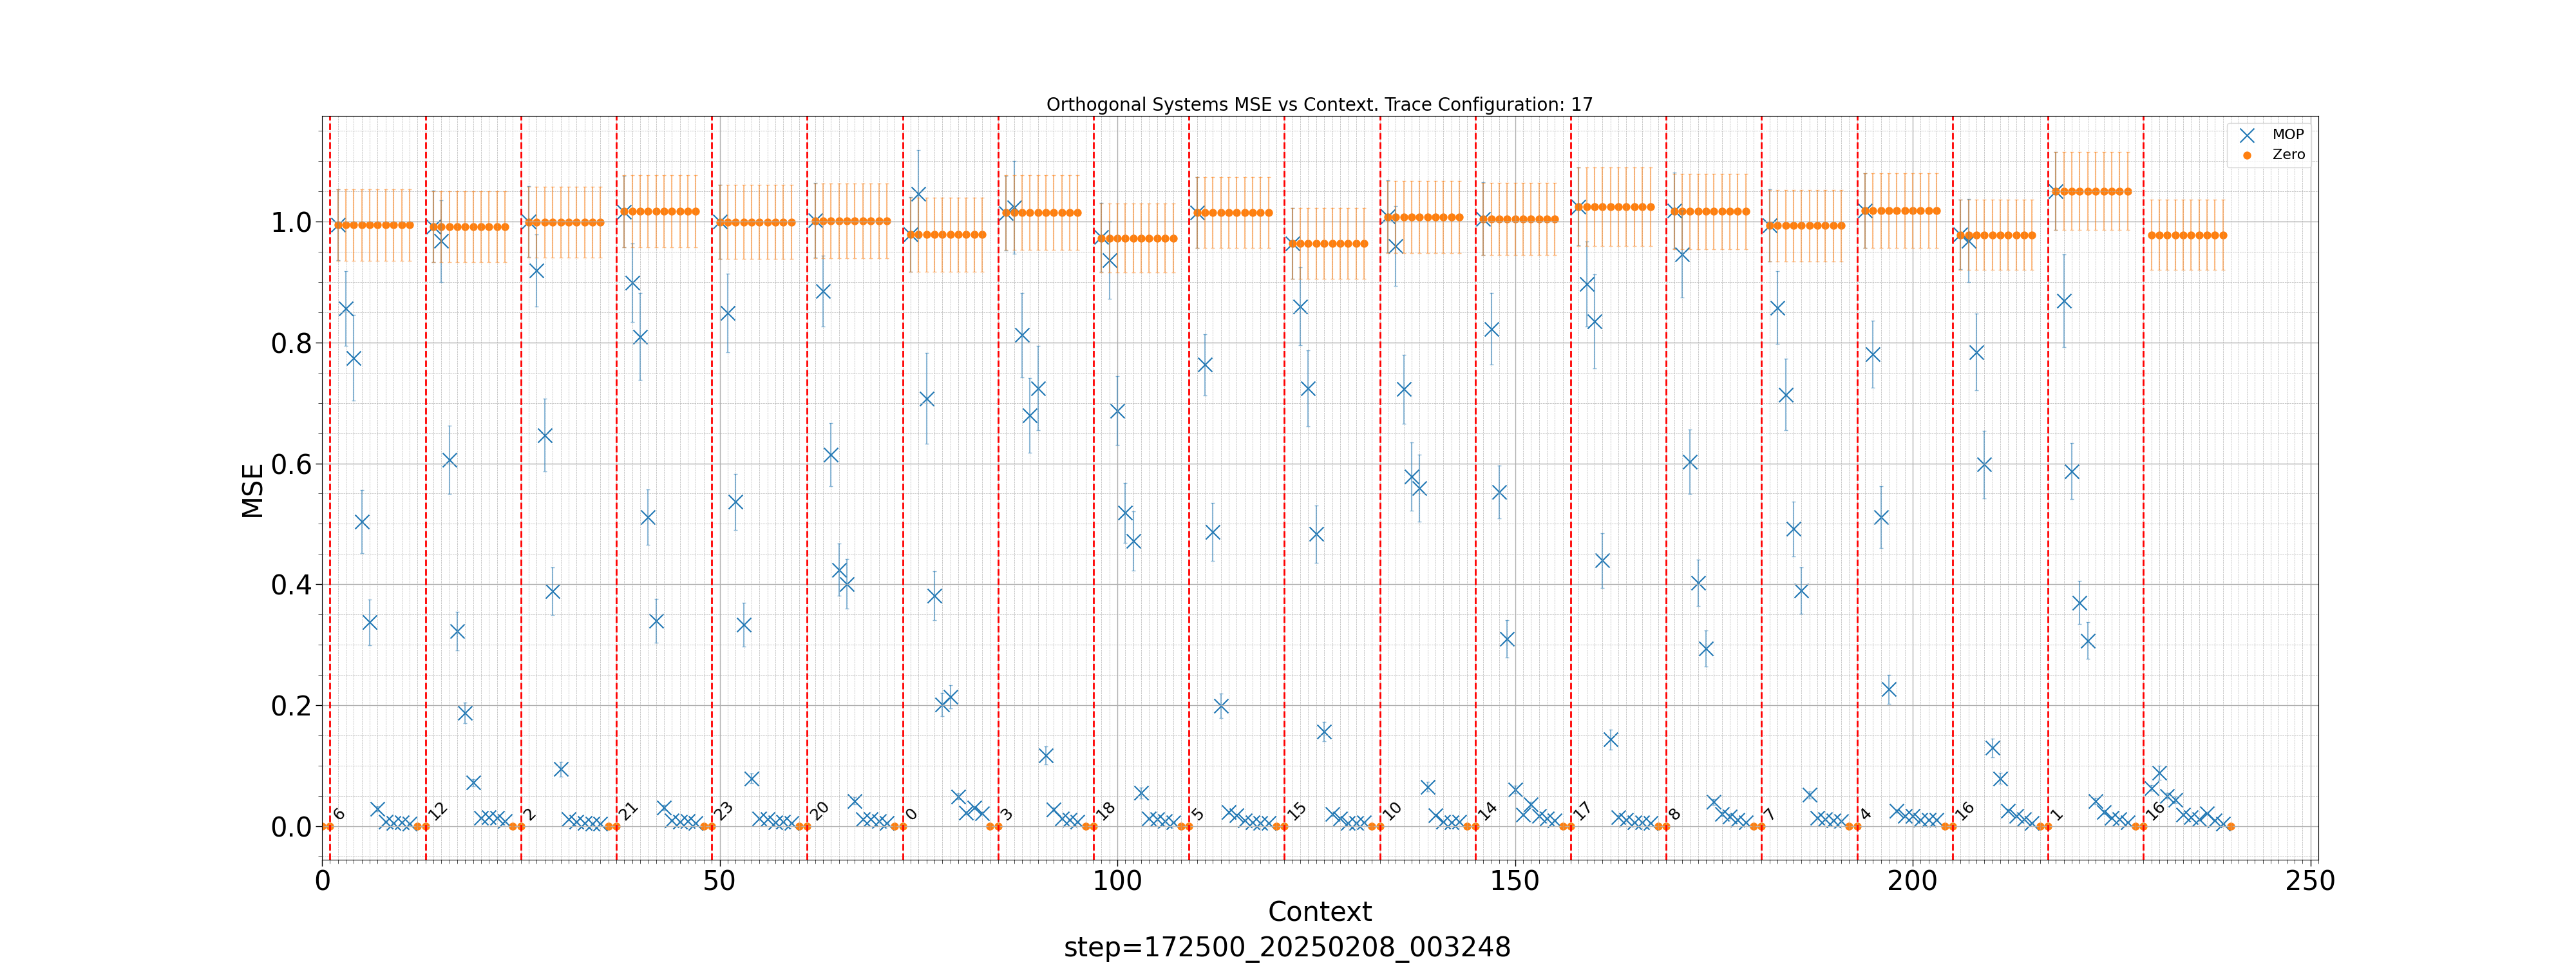 Orthogonal Systems MSE vs Context. Trace Configuration: 17
MOP
Zero
MSE
1.0
0.8
0.6
0.4
0.2
0.0
6 12 2 21 23 20 0 3 18 5 15 10 14 17 8 7 4 16 1 16
0 50 100 150 200 250
Context
step=172500_20250208_003248